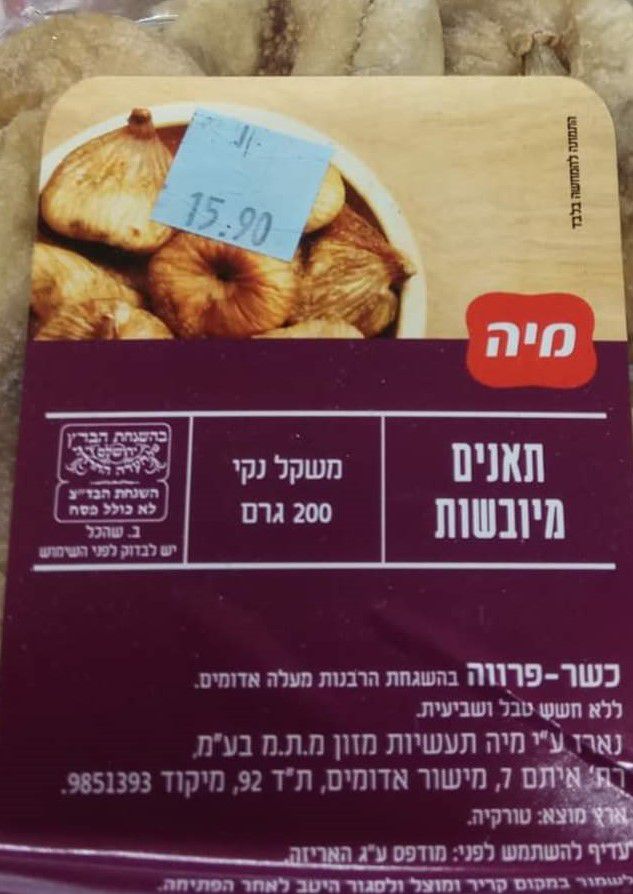 15.90
התמונה להמחשה בלבד
מיה
תאנים
מיובשות
משקל נקי
200 גרם
בהשגחת הבד"ץ
השגחת הבד"צ
לא כולל פסח
ב. שהכל
יש לבדוק לפני השימוש
כשר-פרווה בהשגחת הרבנות מעלה אדומים.
ללא חשש טבל ושביעית.
נארז ע"י מיה תעשיות מזון מ.ת.מ בע"מ,
רח' איתם 7, מישור אדומים, ת"ד 92, מיקוד 9851393.
ארץ מוצא: טורקיה.
עדיף להשתמש לפני: מודפס ע"ג האריזה.
לשמור במקום קריר ומוצל ולסגור היטב לאחר הפתיחה.